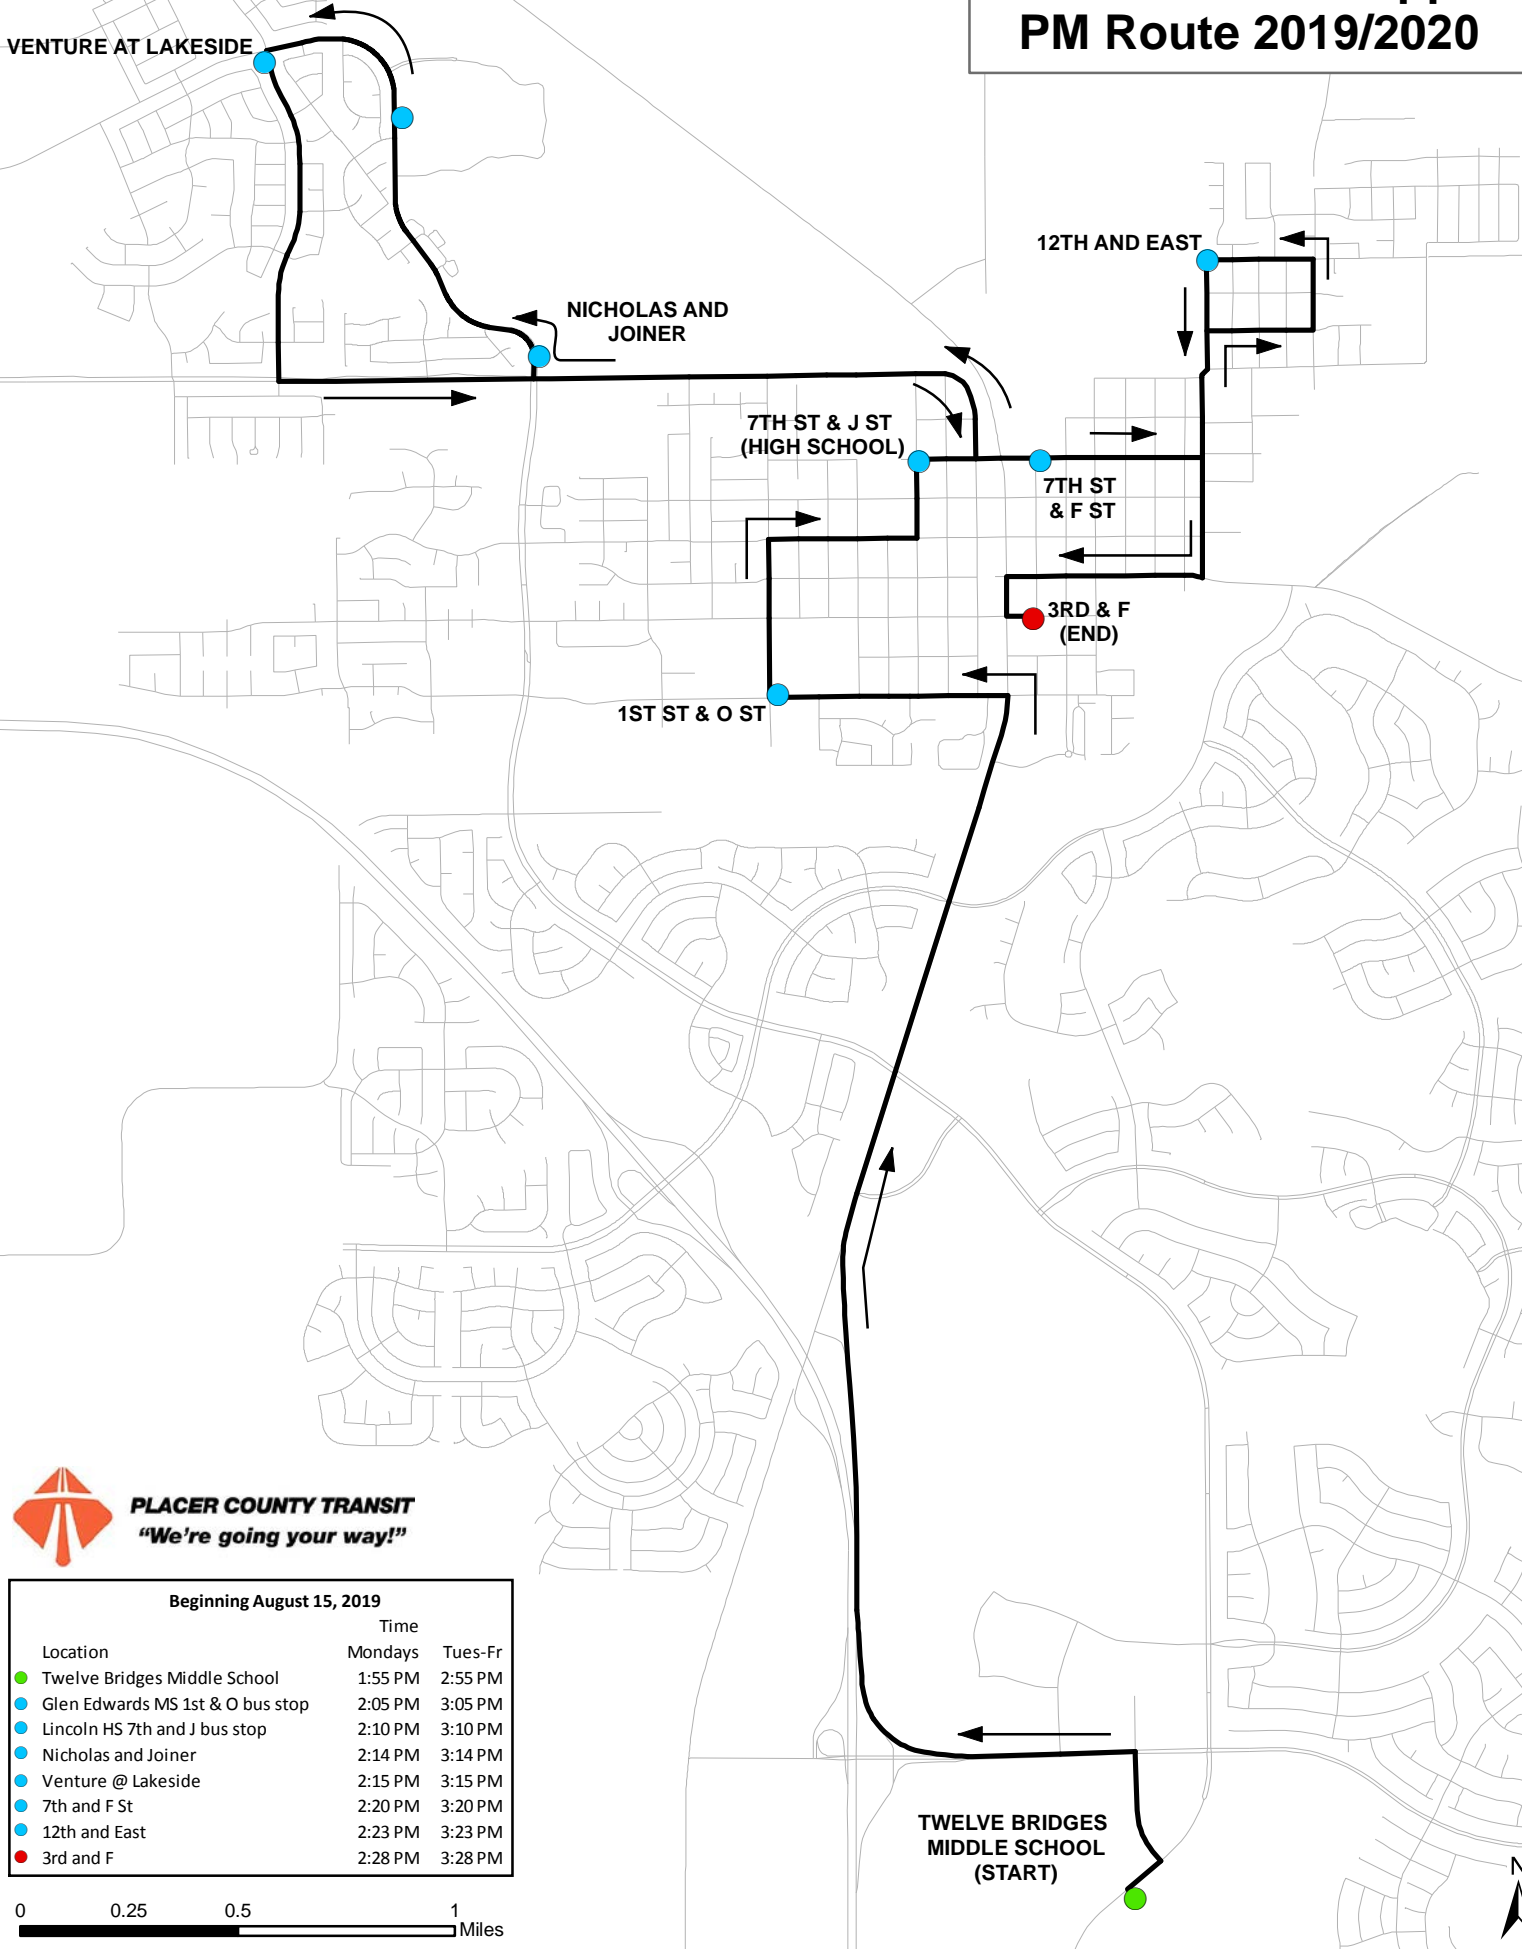 PM Route 2019/2020
VENTURE AT LAKESIDE
12TH AND EAST
NICHOLAS AND
JOINER
7TH ST & J ST
(HIGH SCHOOL)
7TH ST
& F ST
3RD & F
(END)
1ST ST & O ST
PLACER COUNTY TRANSIT
“We’re going your way!”
Beginning August 15, 2019
Time
Location Mondays Tues-Fr
Twelve Bridges Middle School 1:55 PM 2:55 PM
Glen Edwards MS 1st & O bus stop 2:05 PM 3:05 PM
Lincoln HS 7th and J bus stop 2:10 PM 3:10 PM
Nicholas and Joiner 2:14 PM 3:14 PM
Venture @ Lakeside 2:15 PM 3:15 PM
7th and F St 2:20 PM 3:20 PM
12th and East 2:23 PM 3:23 PM
3rd and F 2:28 PM 3:28 PM
TWELVE BRIDGES
MIDDLE SCHOOL
(START)
0 0.25 0.5 1
Miles
N